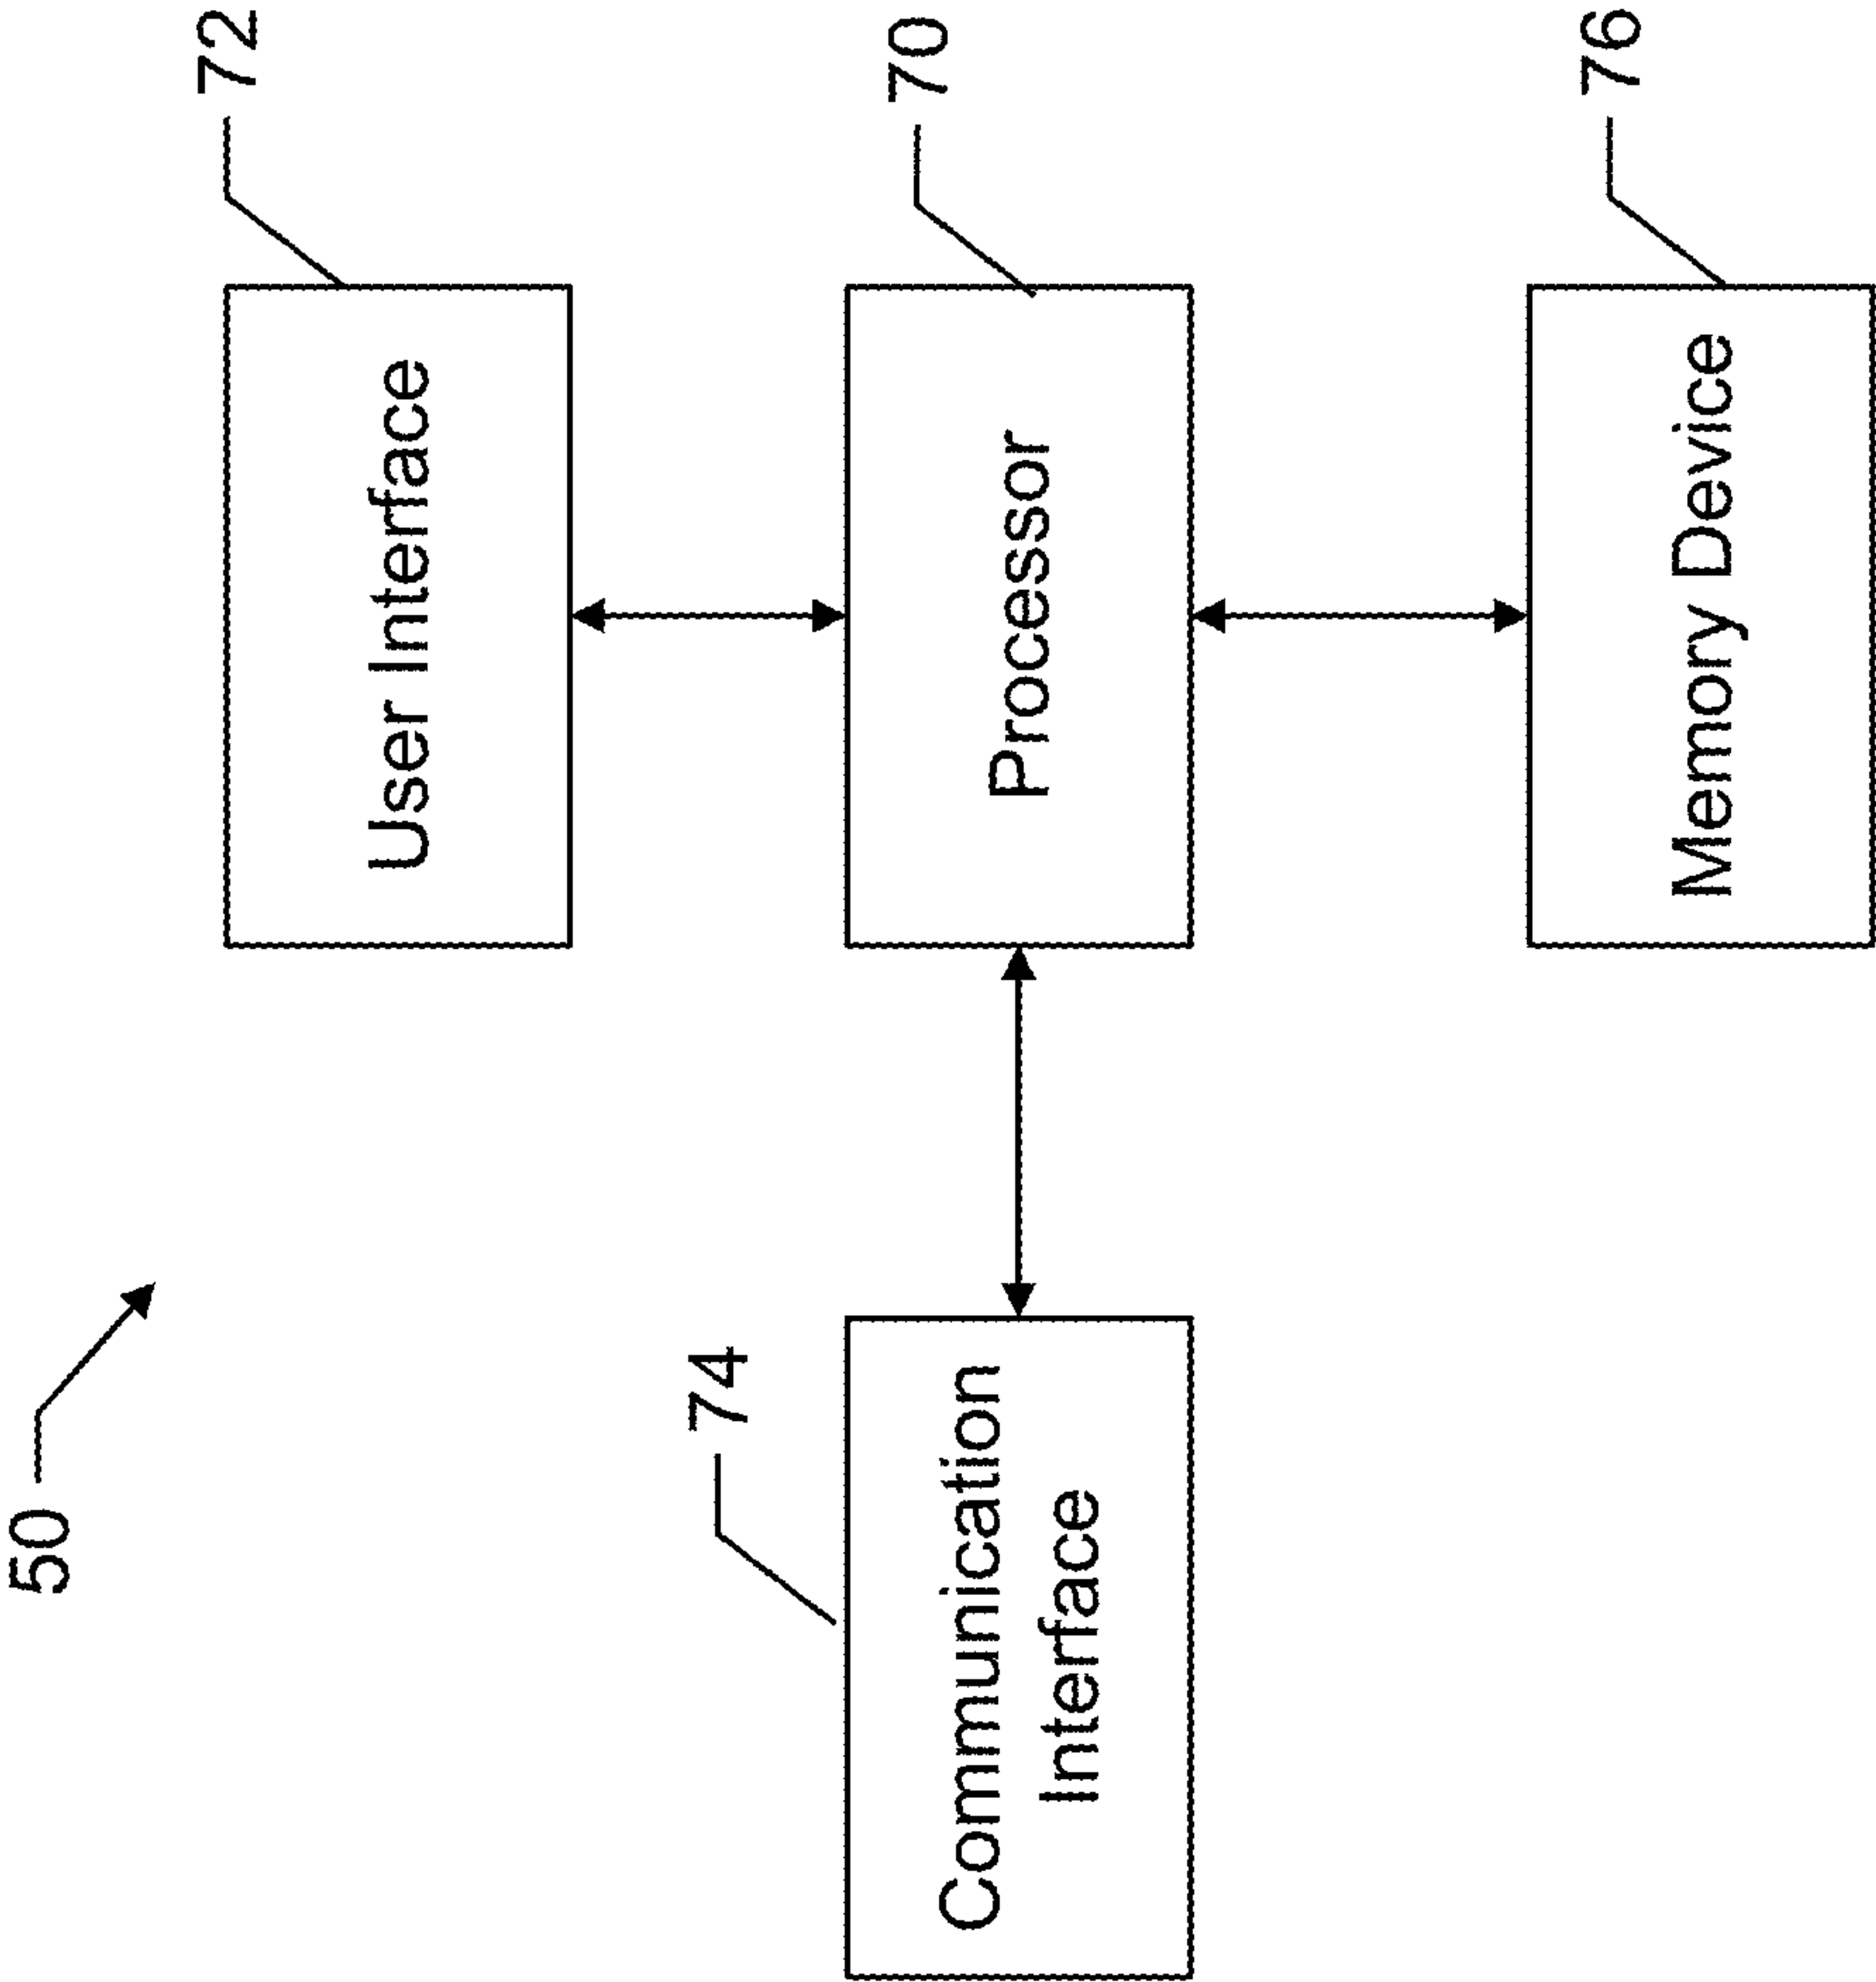 50
72
User Interface
74
70
Communication
Interface
Processor
76
Memory Device